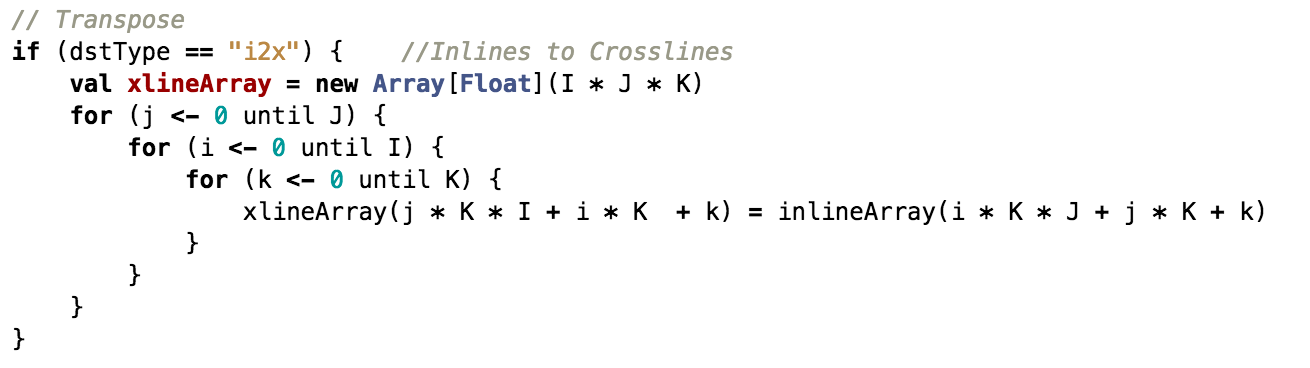 // Transpose
if (dstType == "i2x") {    //Inlines to Crosslines
    val xlineArray = new Array[Float](I * J * K)
    for (j <- 0 until J) {
        for (i <- 0 until I) {
            for (k <- 0 until K) {
                xlineArray(j * K * I + i * K  + k) = inlineArray(i * K * J + j * K + k)
            }
        }
    }
}